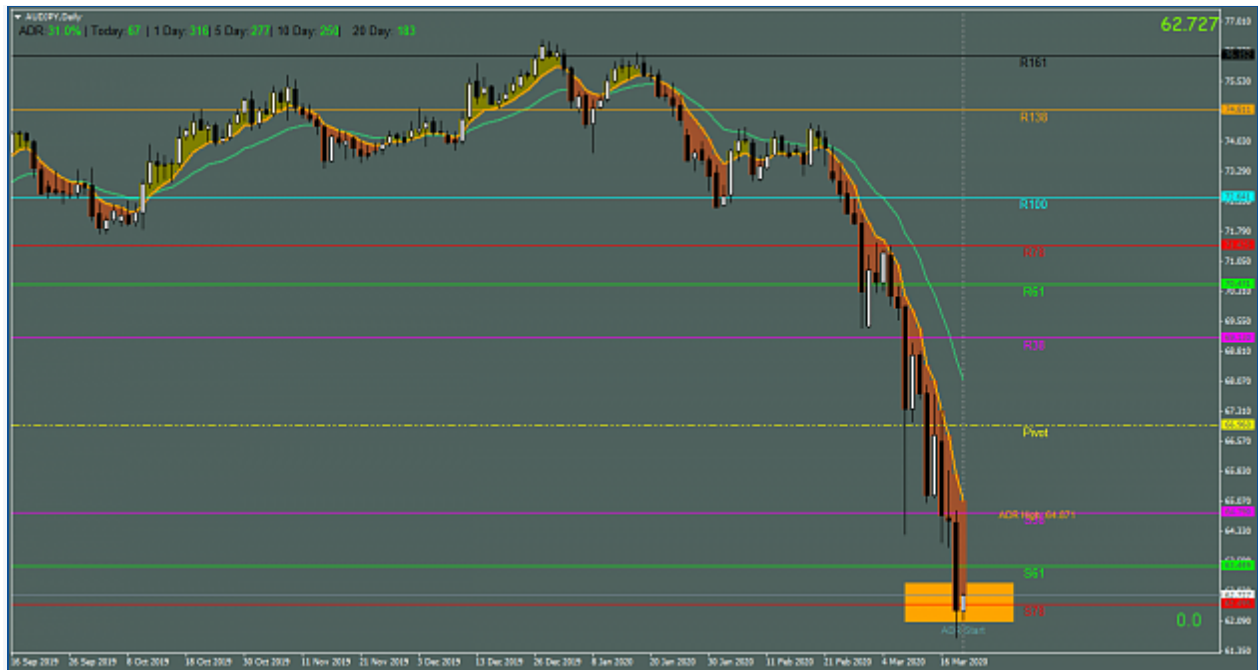 AUDJPY,Daily
ADR: 31.0% | Today: 67 | 1 Day: 316| 5 Day: 277| 10 Day: 250| 20 Day: 183
62.727
77.010
R161
75.530
R138
74.030
73.290
R100
71.790
R78
71.050
R61
69.550
R38
68.810
68.070
67.310
Pivot
66.570
65.070
ADR High: 64.871
64.330
S61
S78
0.0
62.090
ADR Start
61.350
16 Sep 2019 26 Sep 2019 8 Oct 2019 18 Oct 2019 30 Oct 2019 11 Nov 2019 21 Nov 2019 3 Dec 2019 13 Dec 2019 26 Dec 2019 8 Jan 2020 20 Jan 2020 30 Jan 2020 11 Feb 2020 21 Feb 2020 4 Mar 2020 16 Mar 2020